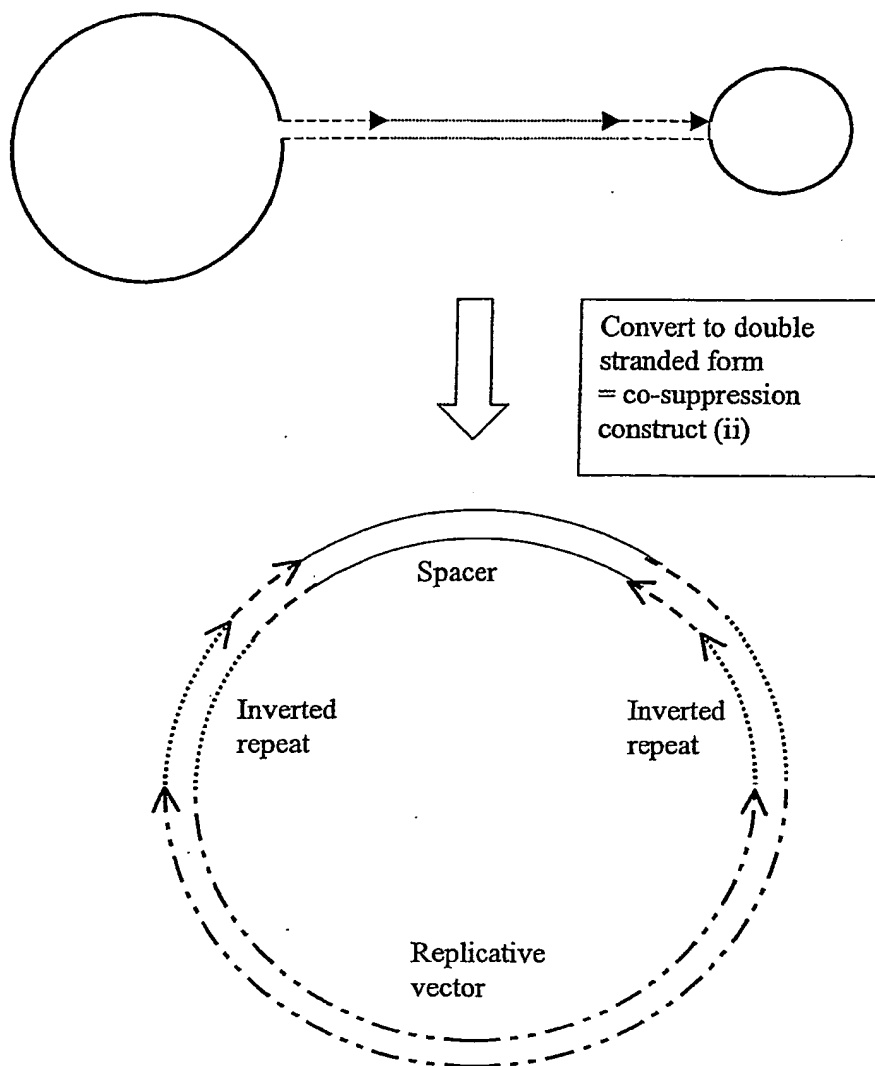 Convert to double
stranded form
= co-suppression
construct (ii)
Spacer
Inverted
repeat
Inverted
repeat
Replicative
vector